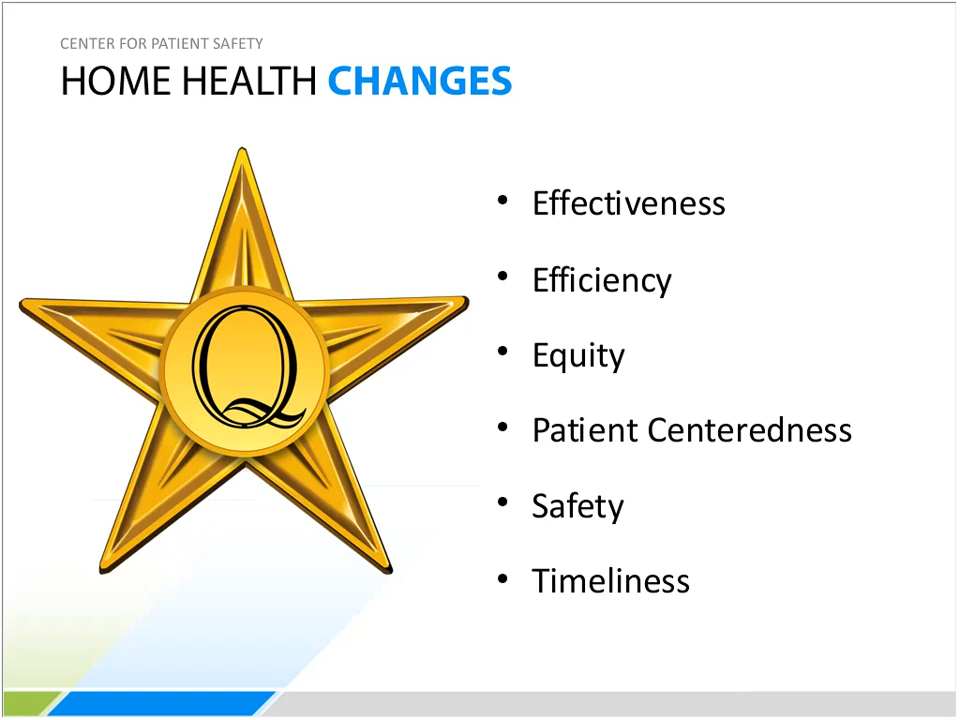 CENTER FOR PATIENT SAFETY
HOME HEALTH CHANGES
Q
• Effectiveness
• Efficiency
• Equity
• Patient Centeredness
• Safety
• Timeliness